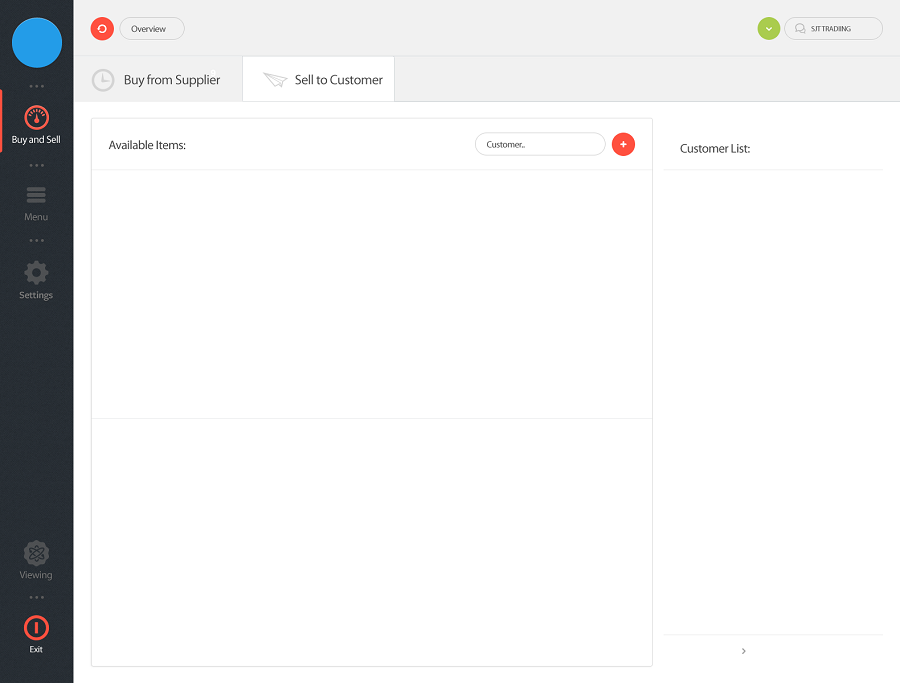 Overview
SJT TRADIING
Buy from Supplier
Sell to Customer
Buy and Sell
Available Items:
Customer..
Customer List:
Menu
Settings
Viewing
Exit